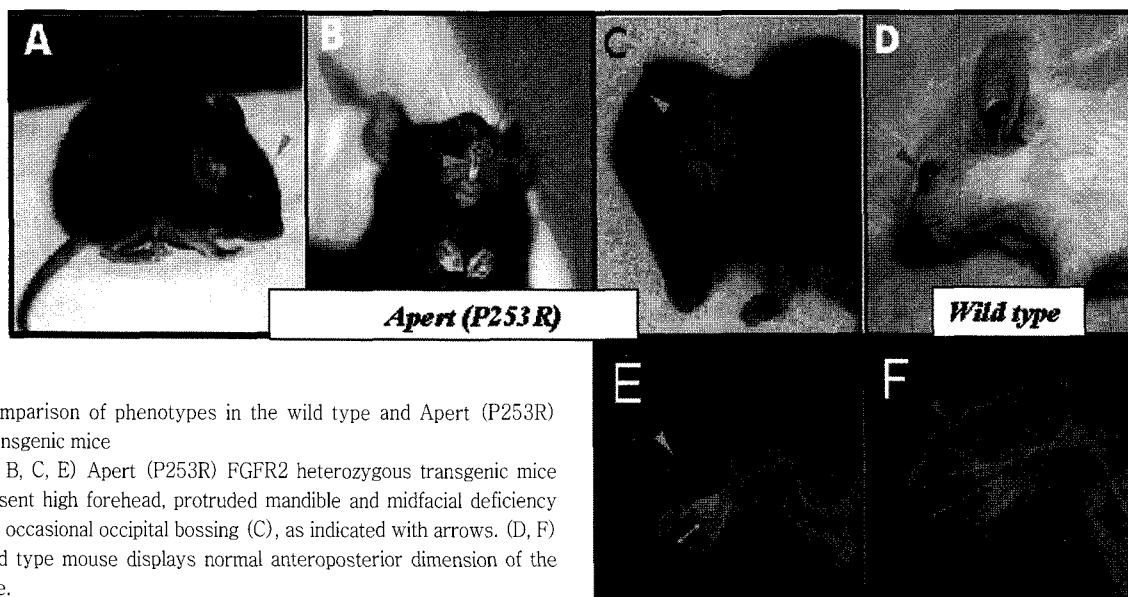 A
B
C
D
Apert (P253R)
Wild type
E
F
mparison of phenotypes in the wild type and Apert (P253R)
nsgenic mice
B, C, E) Apert (P253R) FGFR2 heterozygous transgenic mice
sent high forehead, protruded mandible and midfacial deficiency
occasional occipital bossing (C), as indicated with arrows. (D, F)
d type mouse displays normal anteroposterior dimension of the
e.